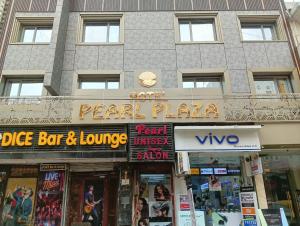 HOTEL
PEARL PLAZA
DICE Bar & Lounge
Pearl
UNISEX
SALON
vivo
LIVE